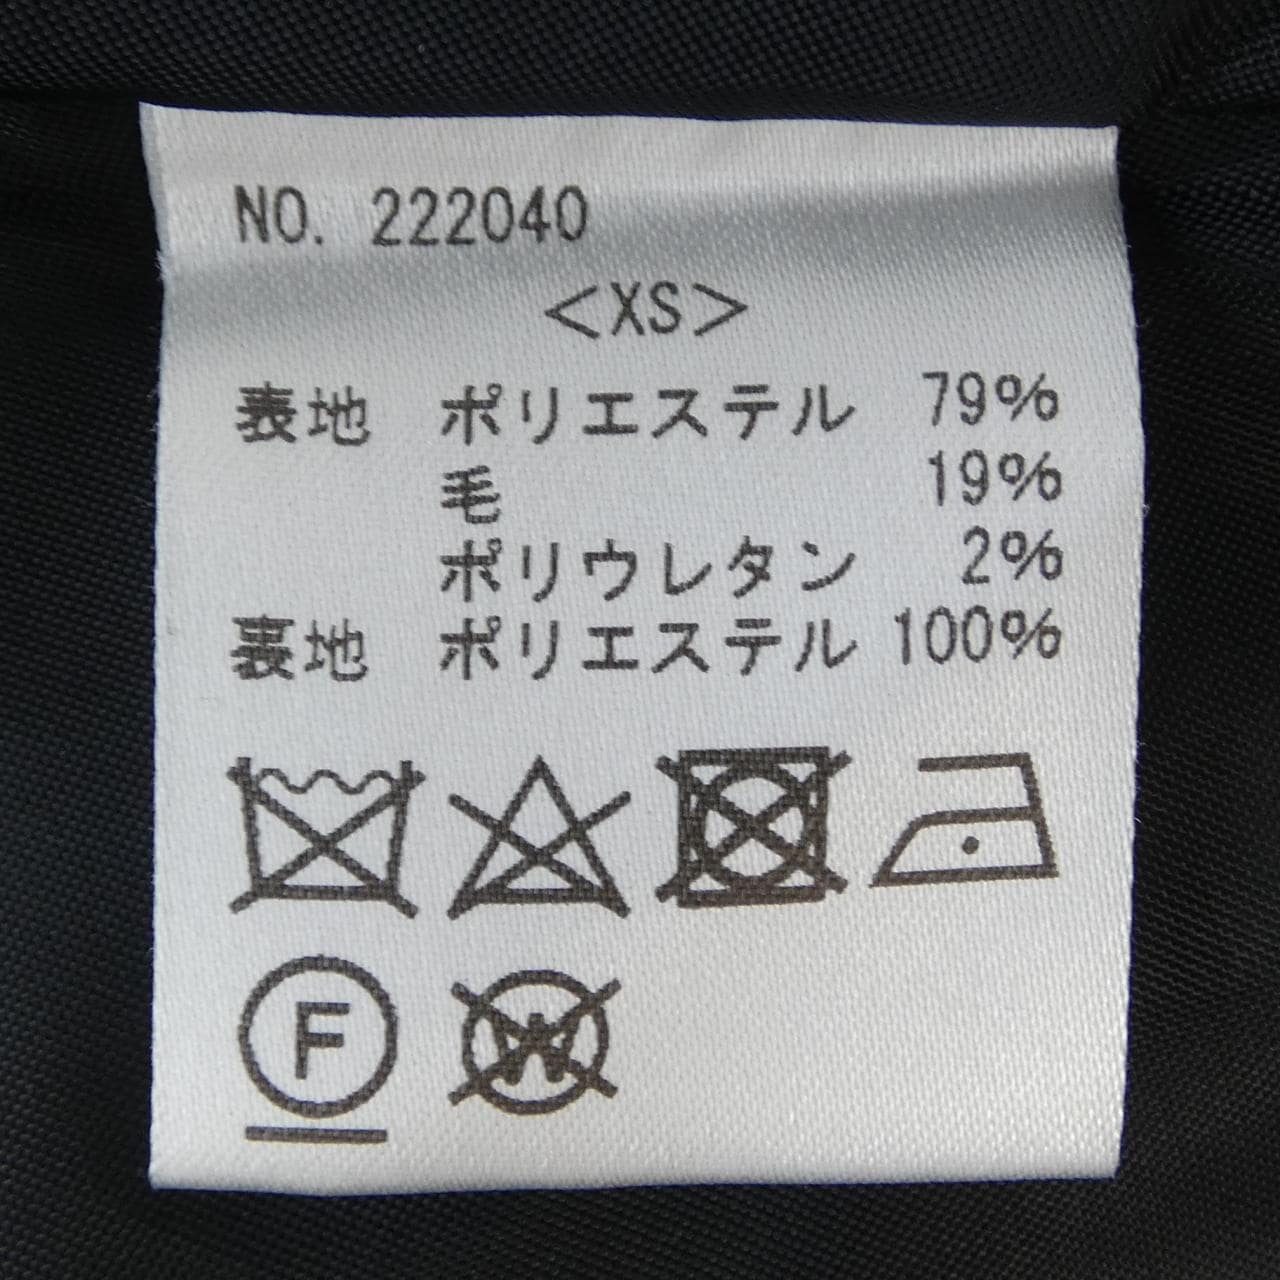 NO. 222040
<XS>
表地 ポリエステル 79%
毛 19%
ポリウレタン 2%
裏地 ポリエステル 100%
F
W